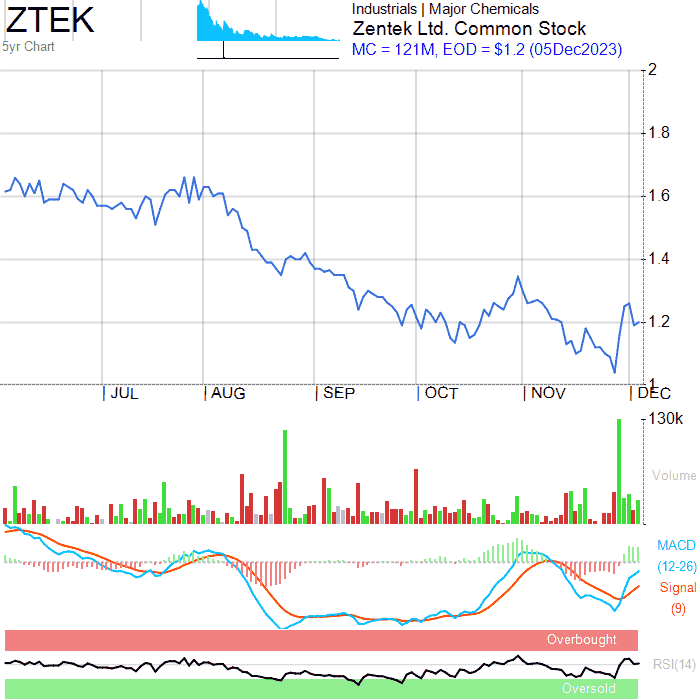 ZTEK
5yr Chart
Industrials | Major Chemicals
Zentek Ltd. Common Stock
MC = 121M, EOD = $1.2 (05Dec2023)
2
1.8
1.6
1.4
1.2
1
| JUL | AUG | SEP | OCT | NOV | DEC
130k
Volume
MACD
(12-26)
Signal
(9)
Overbought
RSI(14)
Oversold